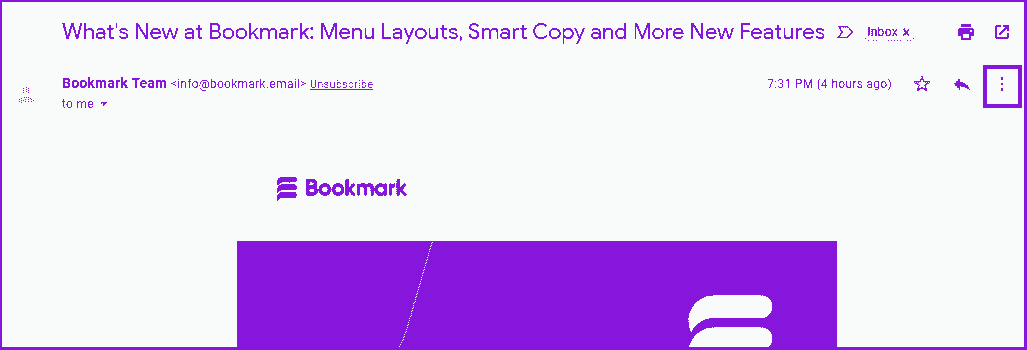 What's New at Bookmark: Menu Layouts, Smart Copy and More New Features Inbox x
Bookmark Team <info@bookmark.email> Unsubscribe 7:31 PM (4 hours ago)
to me
Bookmark